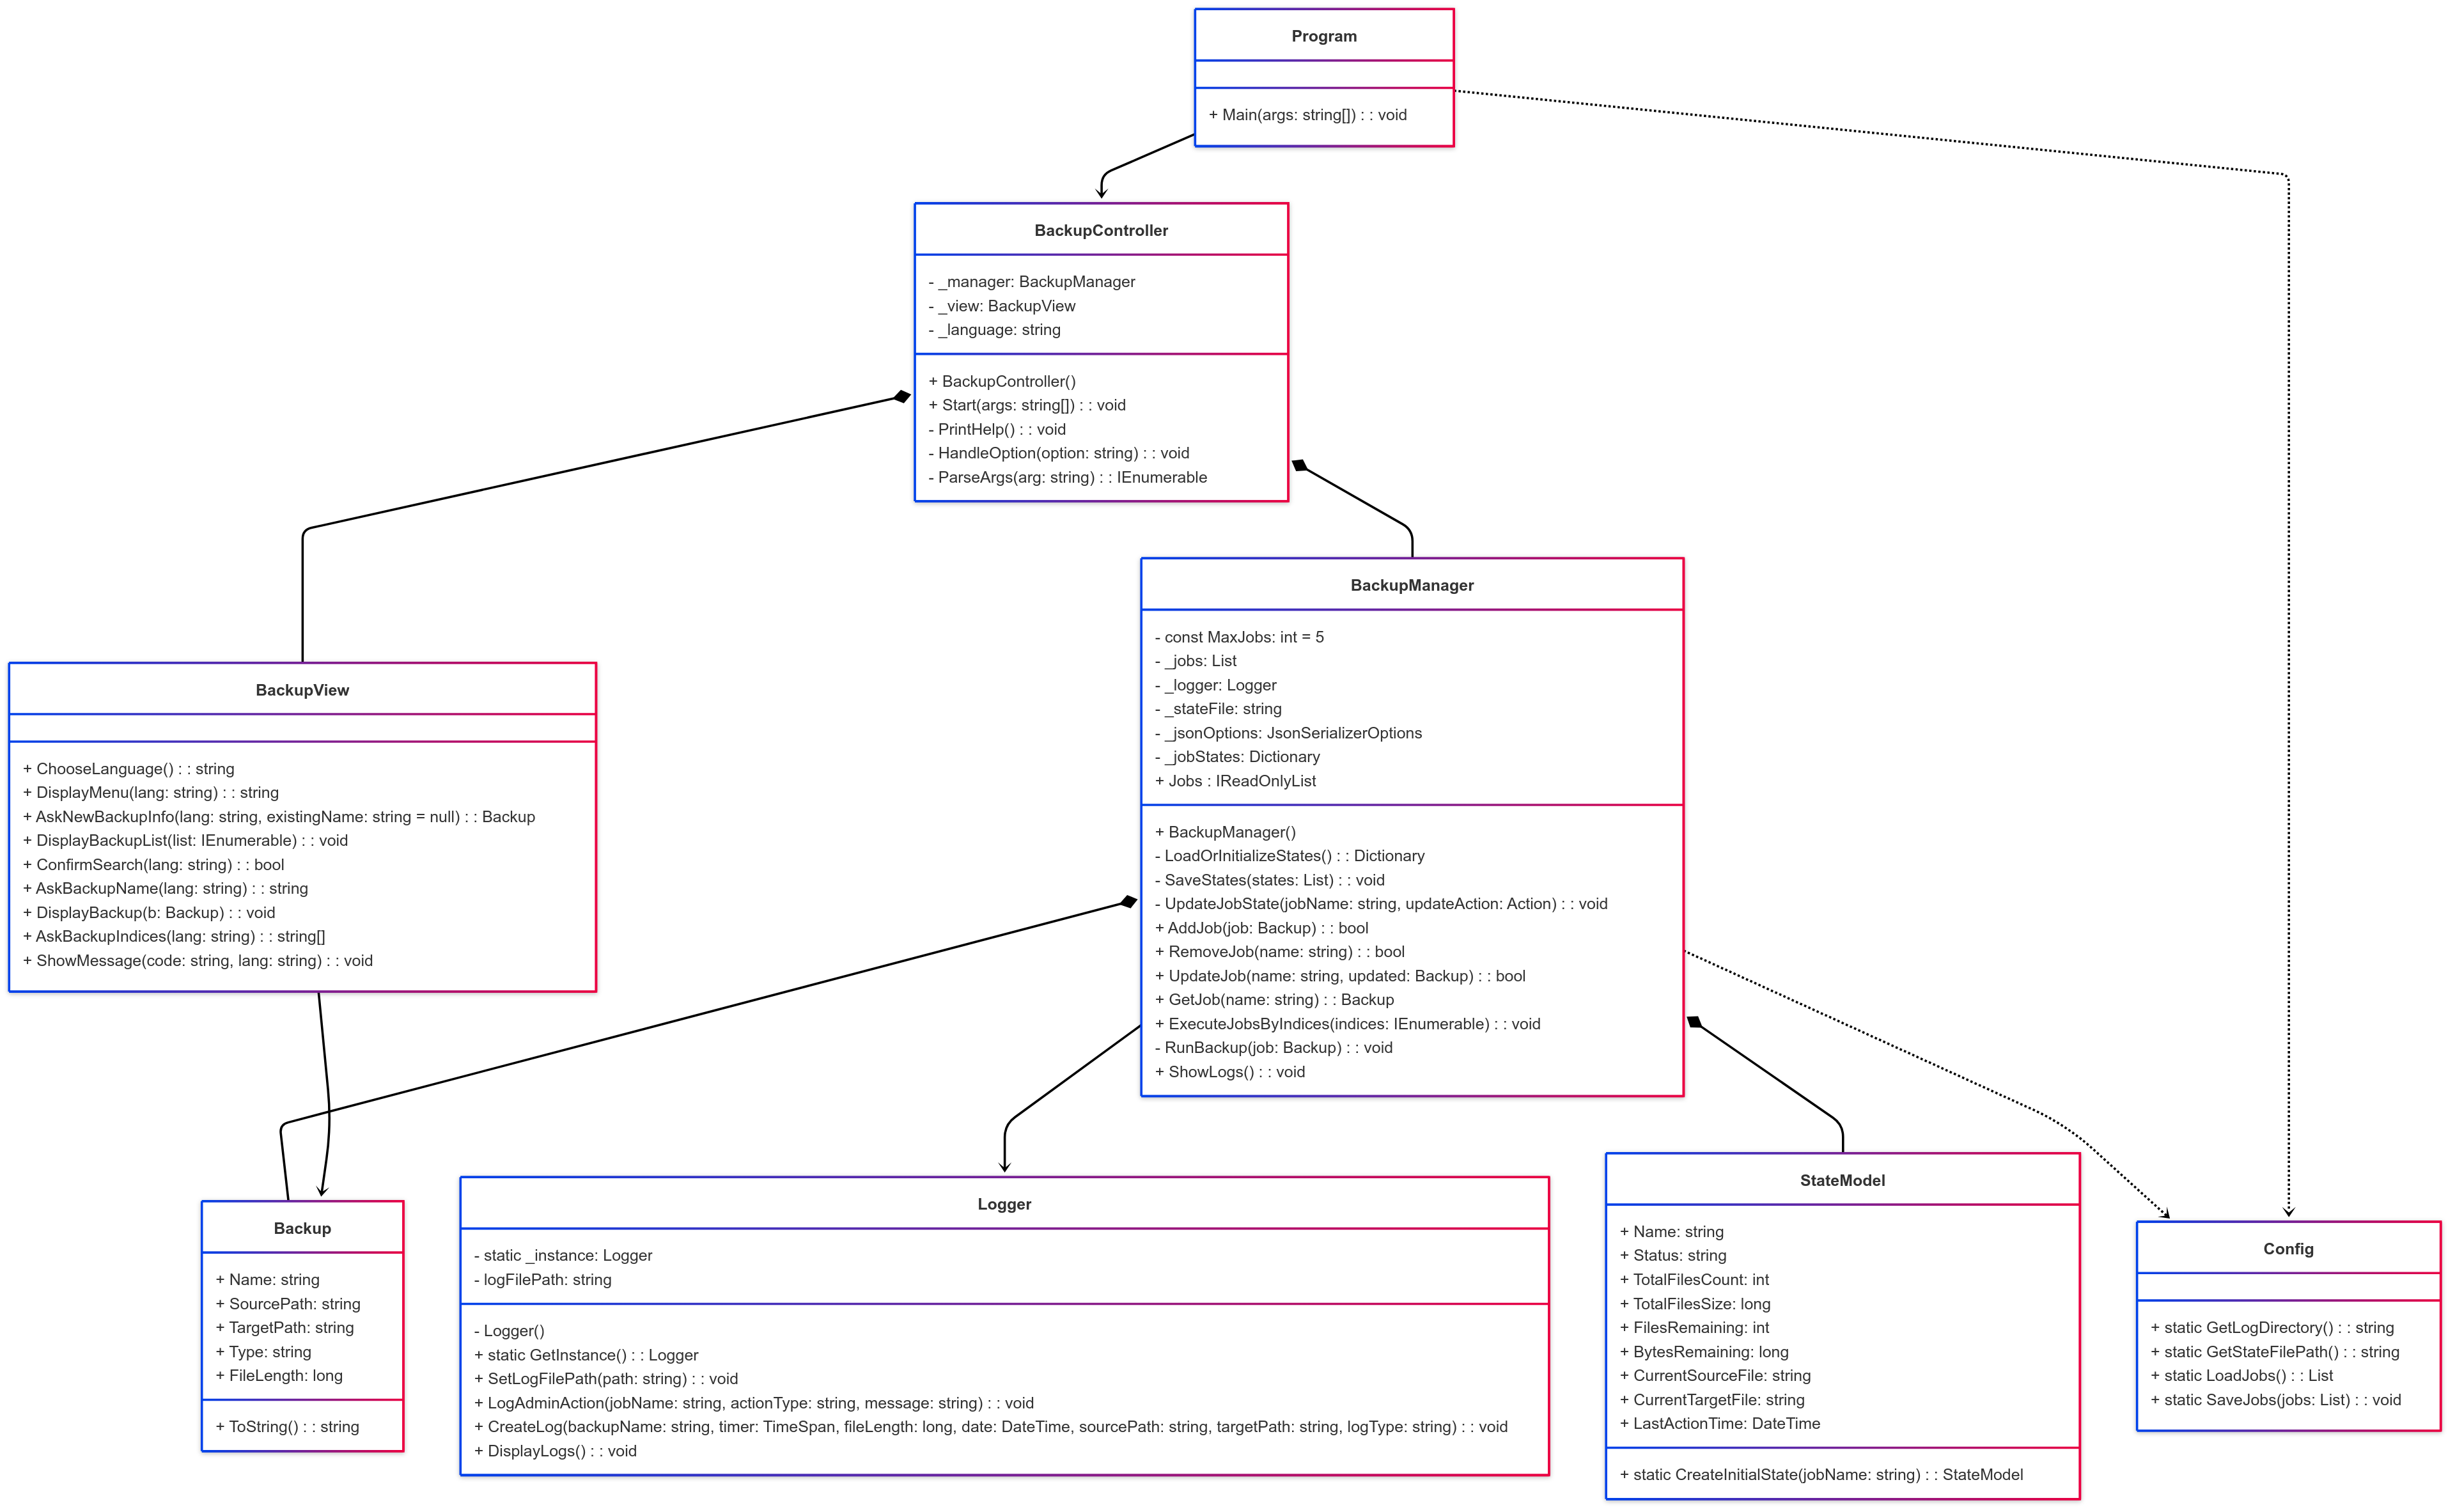 Program
+ Main(args: string[]) : : void
BackupController
- _manager: BackupManager
- _view: BackupView
- _language: string
+ BackupController()
+ Start(args: string[]) : : void
- PrintHelp() : : void
- HandleOption(option: string) : : void
- ParseArgs(arg: string) : : IEnumerable
BackupManager
- const MaxJobs: int = 5
- _jobs: List
- _logger: Logger
- _stateFile: string
- _jsonOptions: JsonSerializerOptions
- _jobStates: Dictionary
+ Jobs : IReadOnlyList
+ BackupManager()
- LoadOrInitializeStates() : : Dictionary
- SaveStates(states: List) : : void
- UpdateJobState(jobName: string, updateAction: Action) : : void
+ AddJob(job: Backup) : : bool
+ RemoveJob(name: string) : : bool
+ UpdateJob(name: string, updated: Backup) : : bool
+ GetJob(name: string) : : Backup
+ ExecuteJobsByIndices(indices: IEnumerable) : : void
- RunBackup(job: Backup) : : void
+ ShowLogs() : : void
BackupView
+ ChooseLanguage() : : string
+ DisplayMenu(lang: string) : : string
+ AskNewBackupInfo(lang: string, existingName: string = null) : : Backup
+ DisplayBackupList(list: IEnumerable) : : void
+ ConfirmSearch(lang: string) : : bool
+ AskBackupName(lang: string) : : string
+ DisplayBackup(b: Backup) : : void
+ AskBackupIndices(lang: string) : : string[]
+ ShowMessage(code: string, lang: string) : : void
Backup
+ Name: string
+ SourcePath: string
+ TargetPath: string
+ Type: string
+ FileLength: long
+ ToString() : : string
Logger
- static _instance: Logger
- logFilePath: string
- Logger()
+ static GetInstance() : : Logger
+ SetLogFilePath(path: string) : : void
+ LogAdminAction(jobName: string, actionType: string, message: string) : : void
+ CreateLog(backupName: string, timer: TimeSpan, fileLength: long, date: DateTime, sourcePath: string, targetPath: string, logType: string) : : void
+ DisplayLogs() : : void
StateModel
+ Name: string
+ Status: string
+ TotalFilesCount: int
+ TotalFilesSize: long
+ FilesRemaining: int
+ BytesRemaining: long
+ CurrentSourceFile: string
+ CurrentTargetFile: string
+ LastActionTime: DateTime
+ static CreateInitialState(jobName: string) : : StateModel
Config
+ static GetLogDirectory() : : string
+ static GetStateFilePath() : : string
+ static LoadJobs() : : List
+ static SaveJobs(jobs: List) : : void